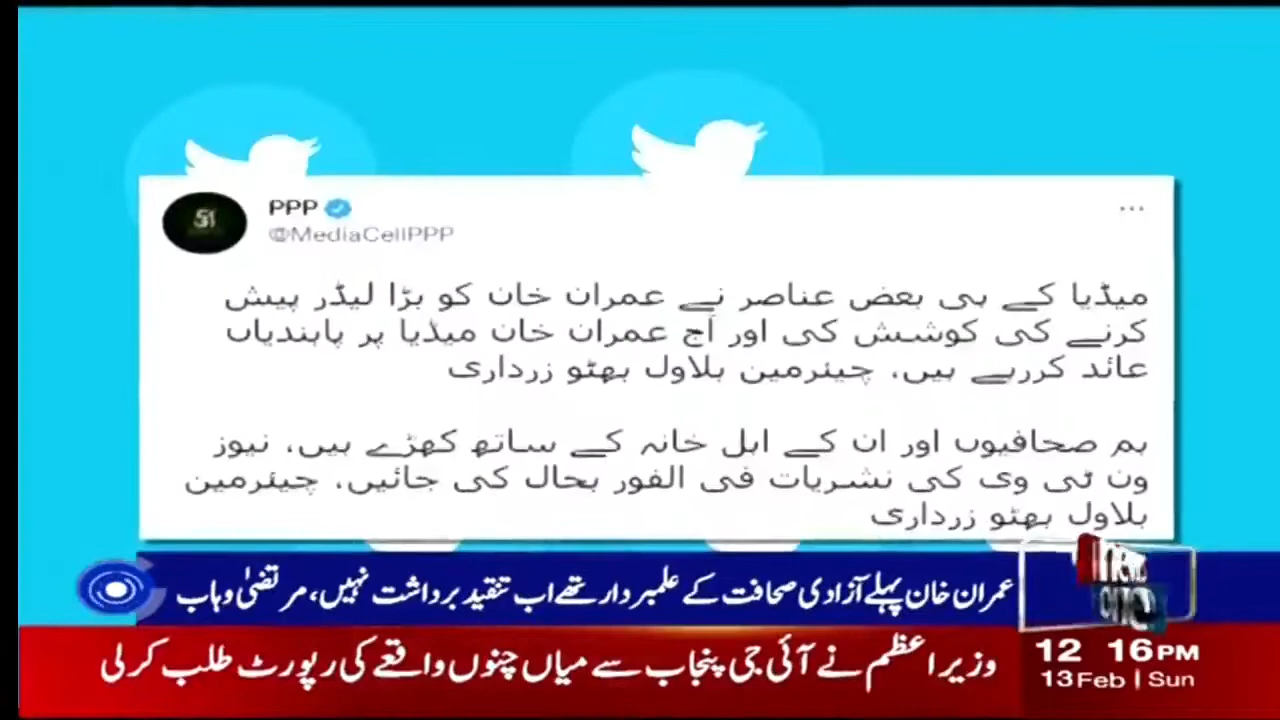 PPP
@MediaCellPPP
میڈیا کے ہی بعض عناصر نے عمران خان کو بڑا لیڈر پیش
کرنے کی کوشش کی اور آج عمران خان میڈیا پر پابندیاں
عائد کررہے ہیں، چیئرمین بلاول بھٹو زرداری
ہم صحافیوں اور ان کے اہل خانہ کے ساتھ کھڑے ہیں، نیوز
ون ٹی وی کی نشریات فی الفور بحال کی جائیں، چیئرمین
بلاول بھٹو زرداری
عمران خان پہلے آزادی صحافت کے علمبردار تھے اب تنقید برداشت نہیں، مرتضیٰ وہاب
وزیراعظم نے آئی جی پنجاب سے میاں چنوں واقعے کی رپورٹ طلب کرلی
12 16PM
13Feb | Sun